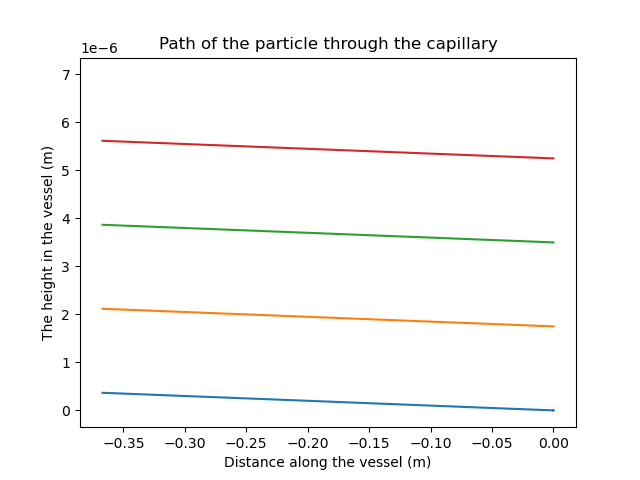 Path of the particle through the capillary
1e−6
7
6
5
4
3
2
1
0
The height in the vessel (m)
−0.35 −0.30 −0.25 −0.20 −0.15 −0.10 −0.05 0.00
Distance along the vessel (m)